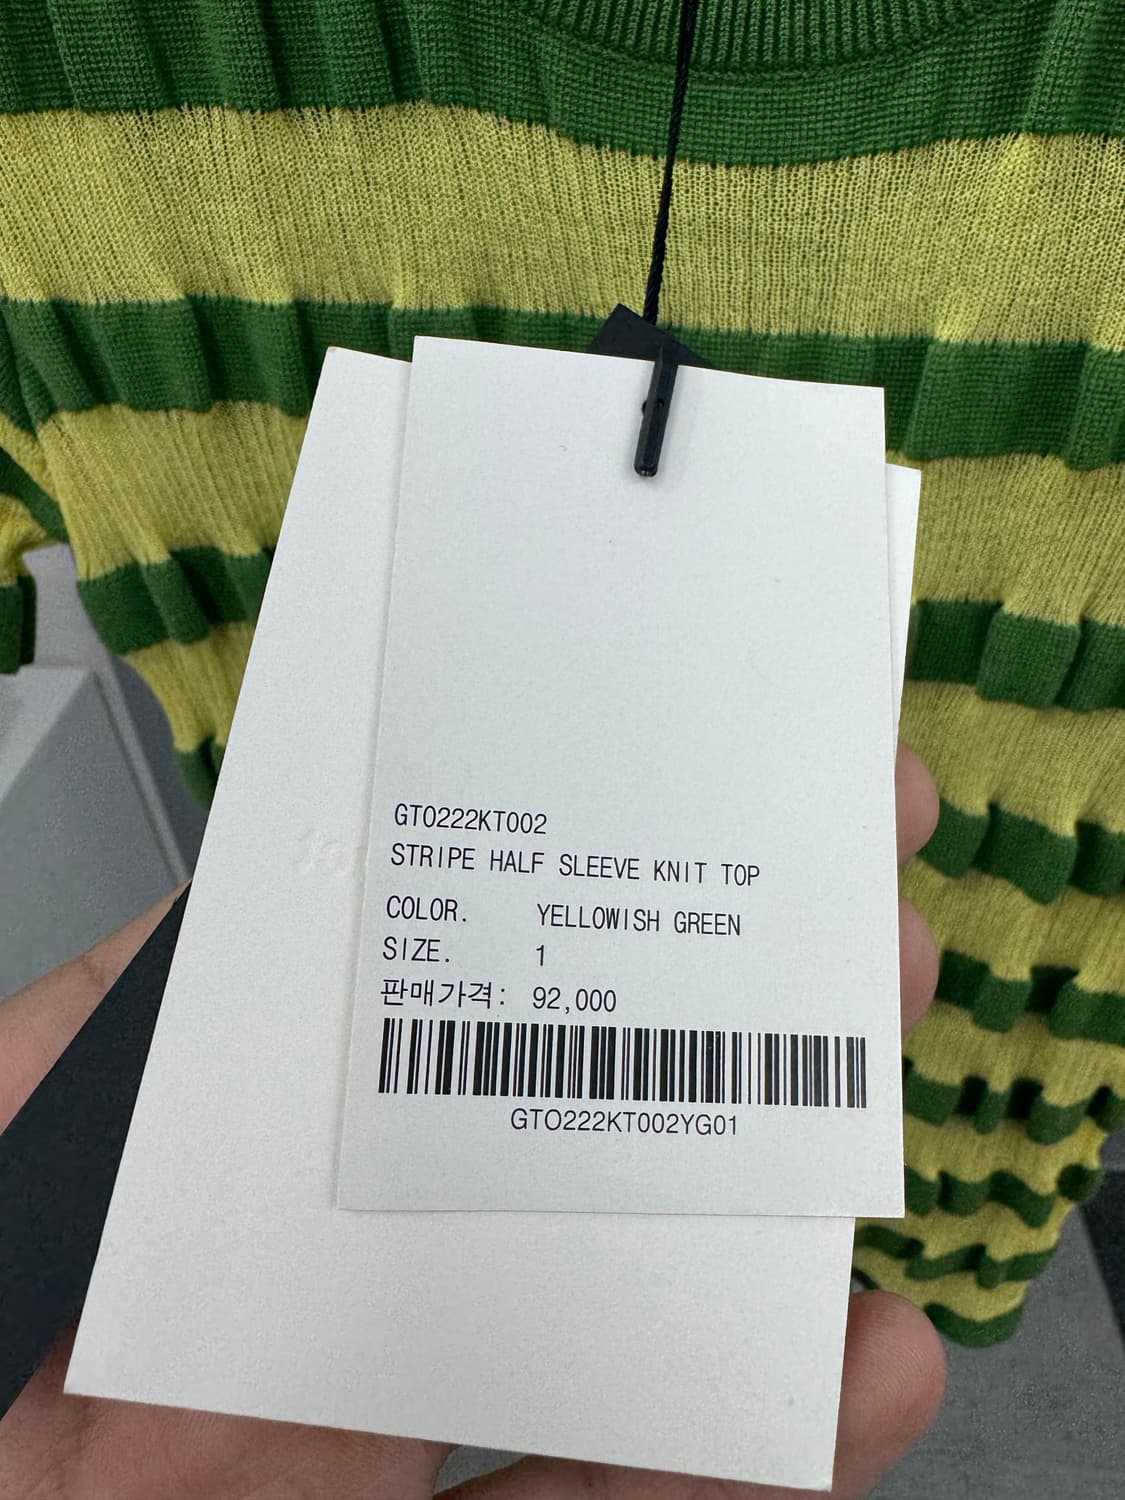 GTO222KT002
STRIPE HALF SLEEVE KNIT TOP
COLOR. YELLOWISH GREEN
SIZE. 1
판매가격: 92,000
GTO222KT002YG01